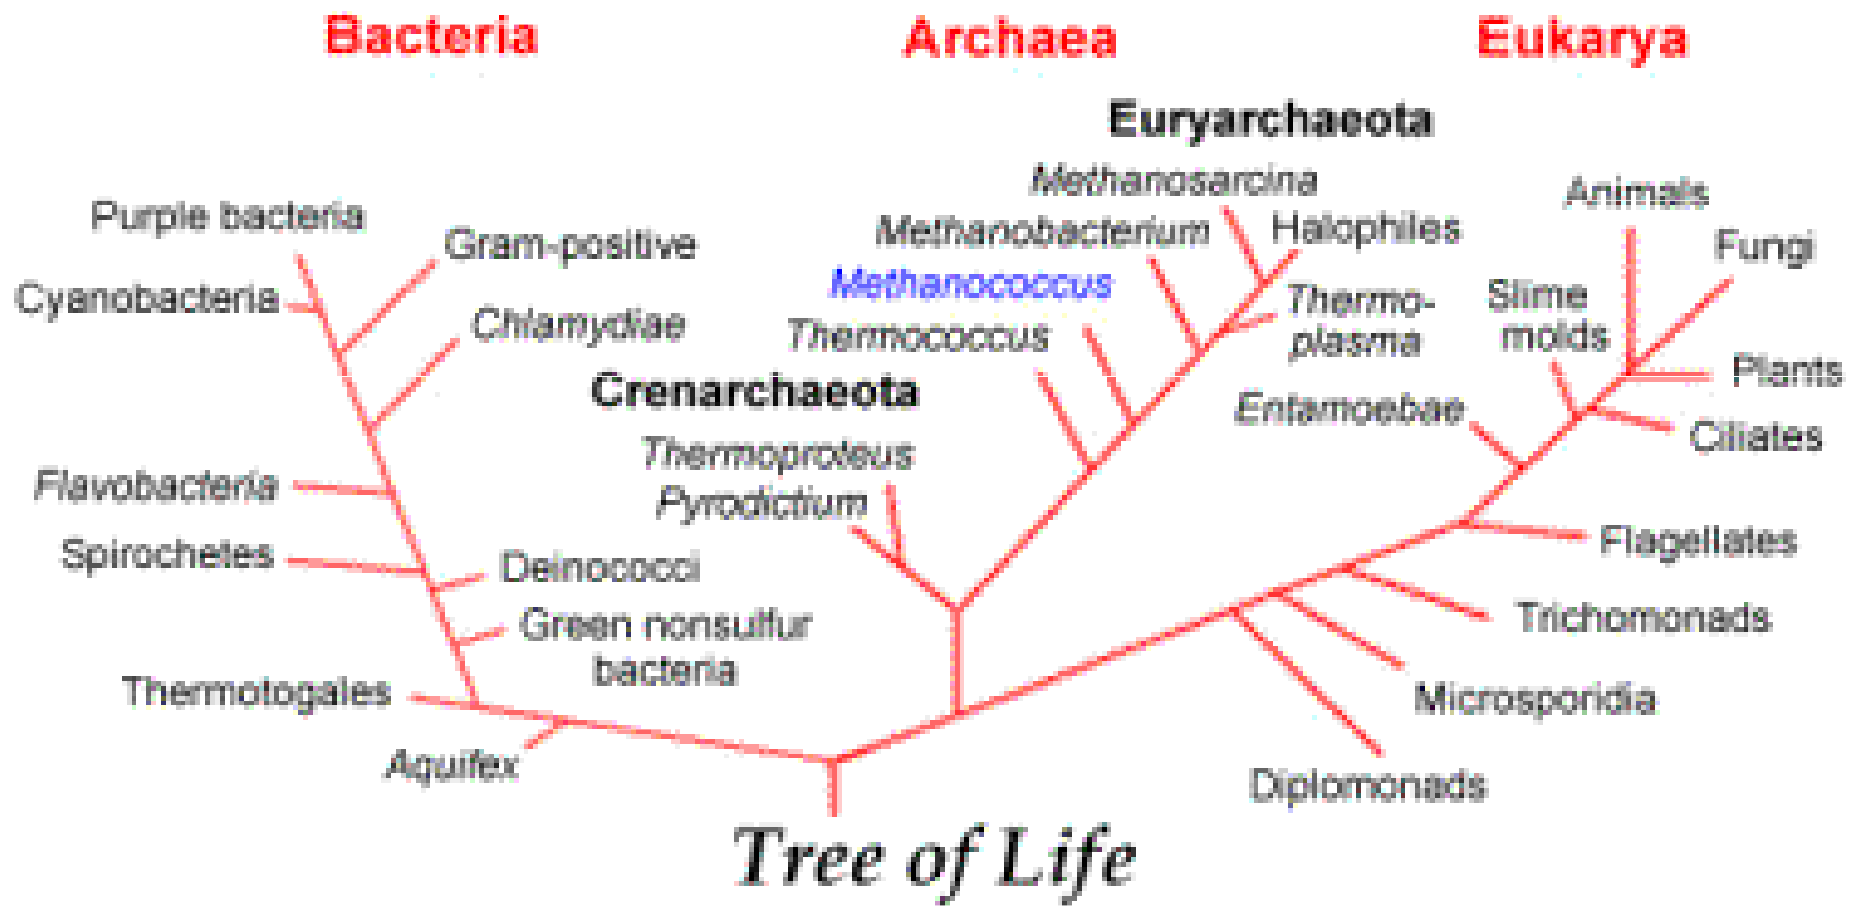 Bacteria
Archaea
Eukarya
Euryarchaeota
Methanosarcina
Animals
Purple bacteria
Gram-positive
Methanobacterium
Halophiles
Fungi
Cyanobacteria
Methanococcus
Thermo-
plasma
Slime
molds
Chlamydiae
Thermococcus
Plants
Crenarchaeota
Entamoebae
Ciliates
Thermoproteus
Flavobacteria
Pyrodictium
Spirochetes
Deinococci
Flagellates
Green nonsulfur
bacteria
Trichomonads
Thermotogales
Microsporidia
Aquifex
Diplomonads
Tree of Life